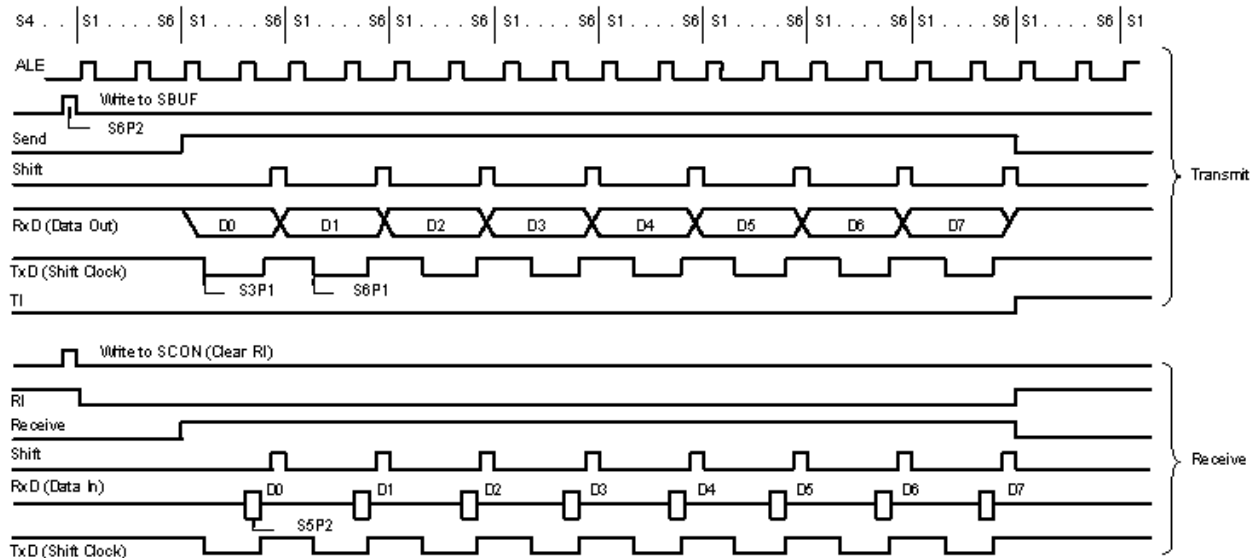 S4 . . . S1 . . . . . S6 S1 . . . . . S6 S1 . . . . . S6 S1 . . . . . S6 S1 . . . . . S6 S1 . . . . . S6 S1 . . . . . S6 S1 . . . . . S6 S1 . . . . . S6 S1 . . . . . S6 S1
ALE
Write to SBUF
S6P2
Send
Shift
Transmit
RxD (Data Out) D0 D1 D2 D3 D4 D5 D6 D7
TxD (Shift Clock)
S3P1 S6P1
TI
Write to SCON (Clear RI)
RI
Receive
Shift
Receive
RxD (Data In) D0 D1 D2 D3 D4 D5 D6 D7
S5P2
TxD (Shift Clock)